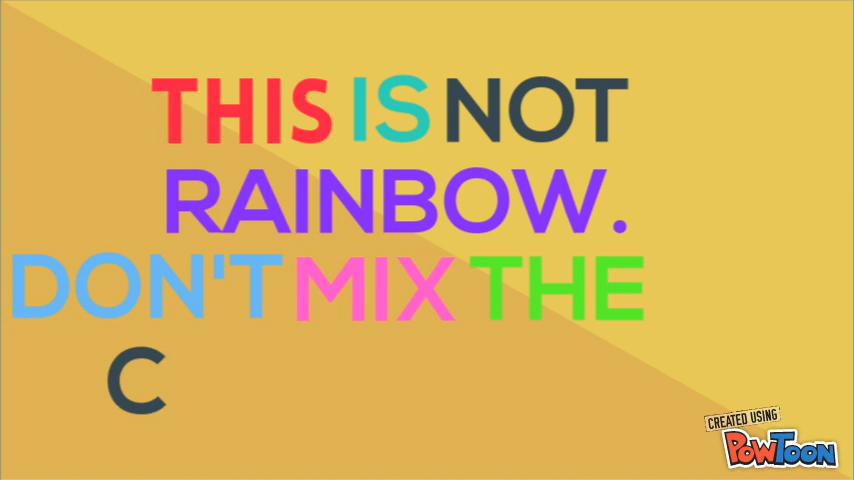 THIS IS NOT
RAINBOW.
DON'T MIX THE
C
CREATED USING
POWTOON